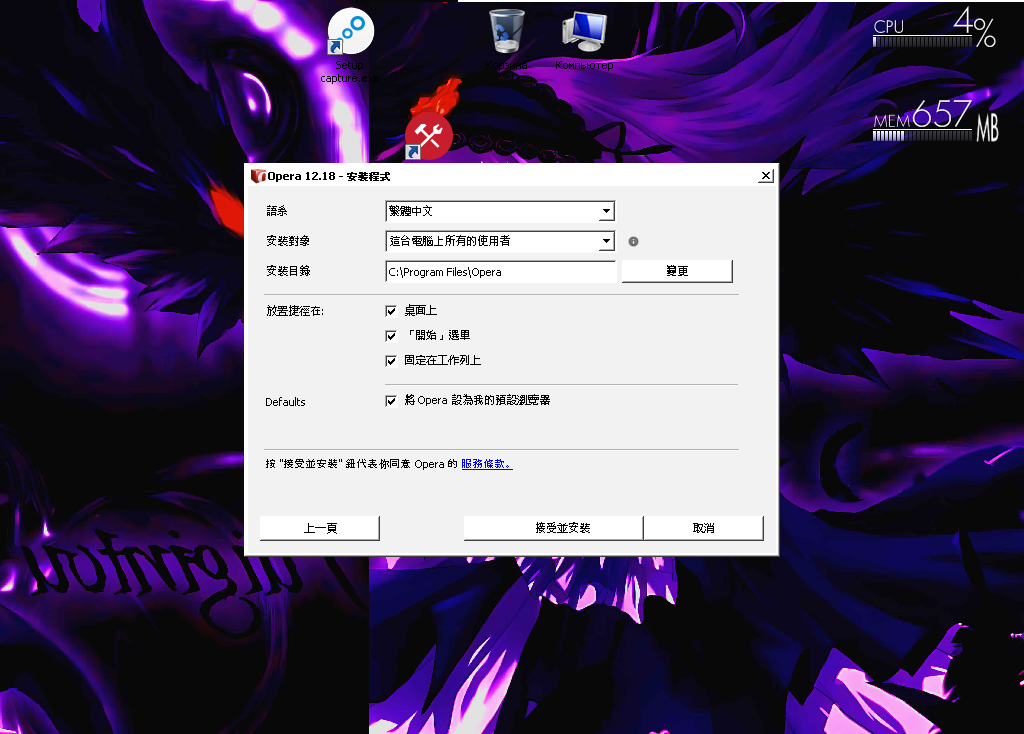 CPU 4%
Setup
capture.exe
Корзина
Компьютер
MEM 657 MB
Opera 12.18 - 安裝程式
語系
繁體中文
安裝對象
這台電腦上所有的使用者
安裝目錄
C:\Program Files\Opera
變更
放置捷徑在:
桌面上
「開始」選單
固定在工作列上
Defaults
將 Opera 設為我的預設瀏覽器
按 "接受並安裝" 鈕代表你同意 Opera 的 服務條款。
上一頁
接受並安裝
取消